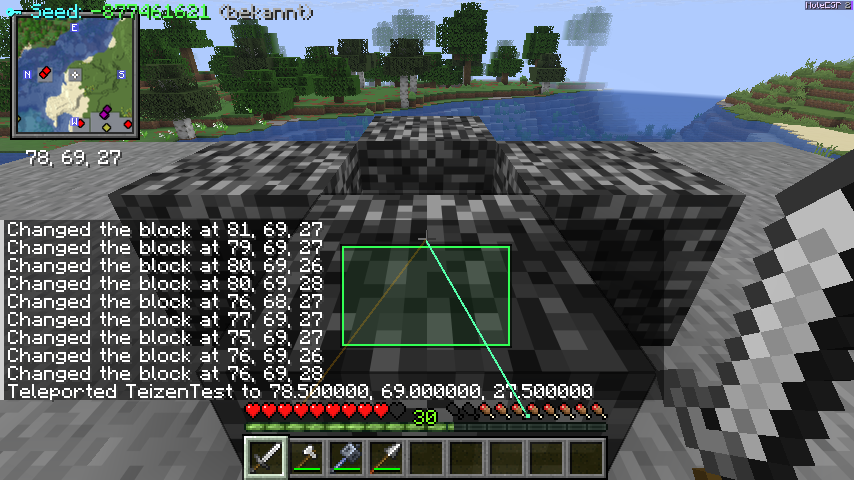 Seed: -877461621 (bekannt)
HoleESP 2
E
N
S
W
78, 69, 27
Changed the block at 81, 69, 27
Changed the block at 79, 69, 27
Changed the block at 80, 69, 26
Changed the block at 80, 69, 28
Changed the block at 76, 68, 27
Changed the block at 77, 69, 27
Changed the block at 75, 69, 27
Changed the block at 76, 69, 26
Changed the block at 76, 69, 28
Teleported TeizenTest to 78.500000, 69.000000, 27.500000
30